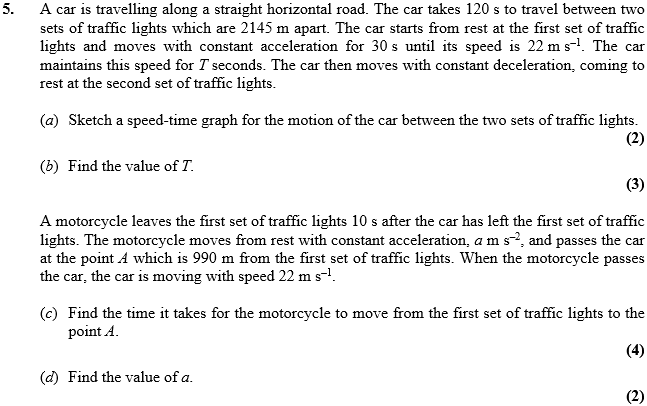 5. A car is travelling along a straight horizontal road. The car takes 120 s to travel between two
sets of traffic lights which are 2145 m apart. The car starts from rest at the first set of traffic
lights and moves with constant acceleration for 30 s until its speed is 22 m s⁻¹. The car
maintains this speed for T seconds. The car then moves with constant deceleration, coming to
rest at the second set of traffic lights.
(a) Sketch a speed-time graph for the motion of the car between the two sets of traffic lights.
(2)
(b) Find the value of T.
(3)
A motorcycle leaves the first set of traffic lights 10 s after the car has left the first set of traffic
lights. The motorcycle moves from rest with constant acceleration, a m s⁻², and passes the car
at the point A which is 990 m from the first set of traffic lights. When the motorcycle passes
the car, the car is moving with speed 22 m s⁻¹.
(c) Find the time it takes for the motorcycle to move from the first set of traffic lights to the
point A.
(4)
(d) Find the value of a.
(2)